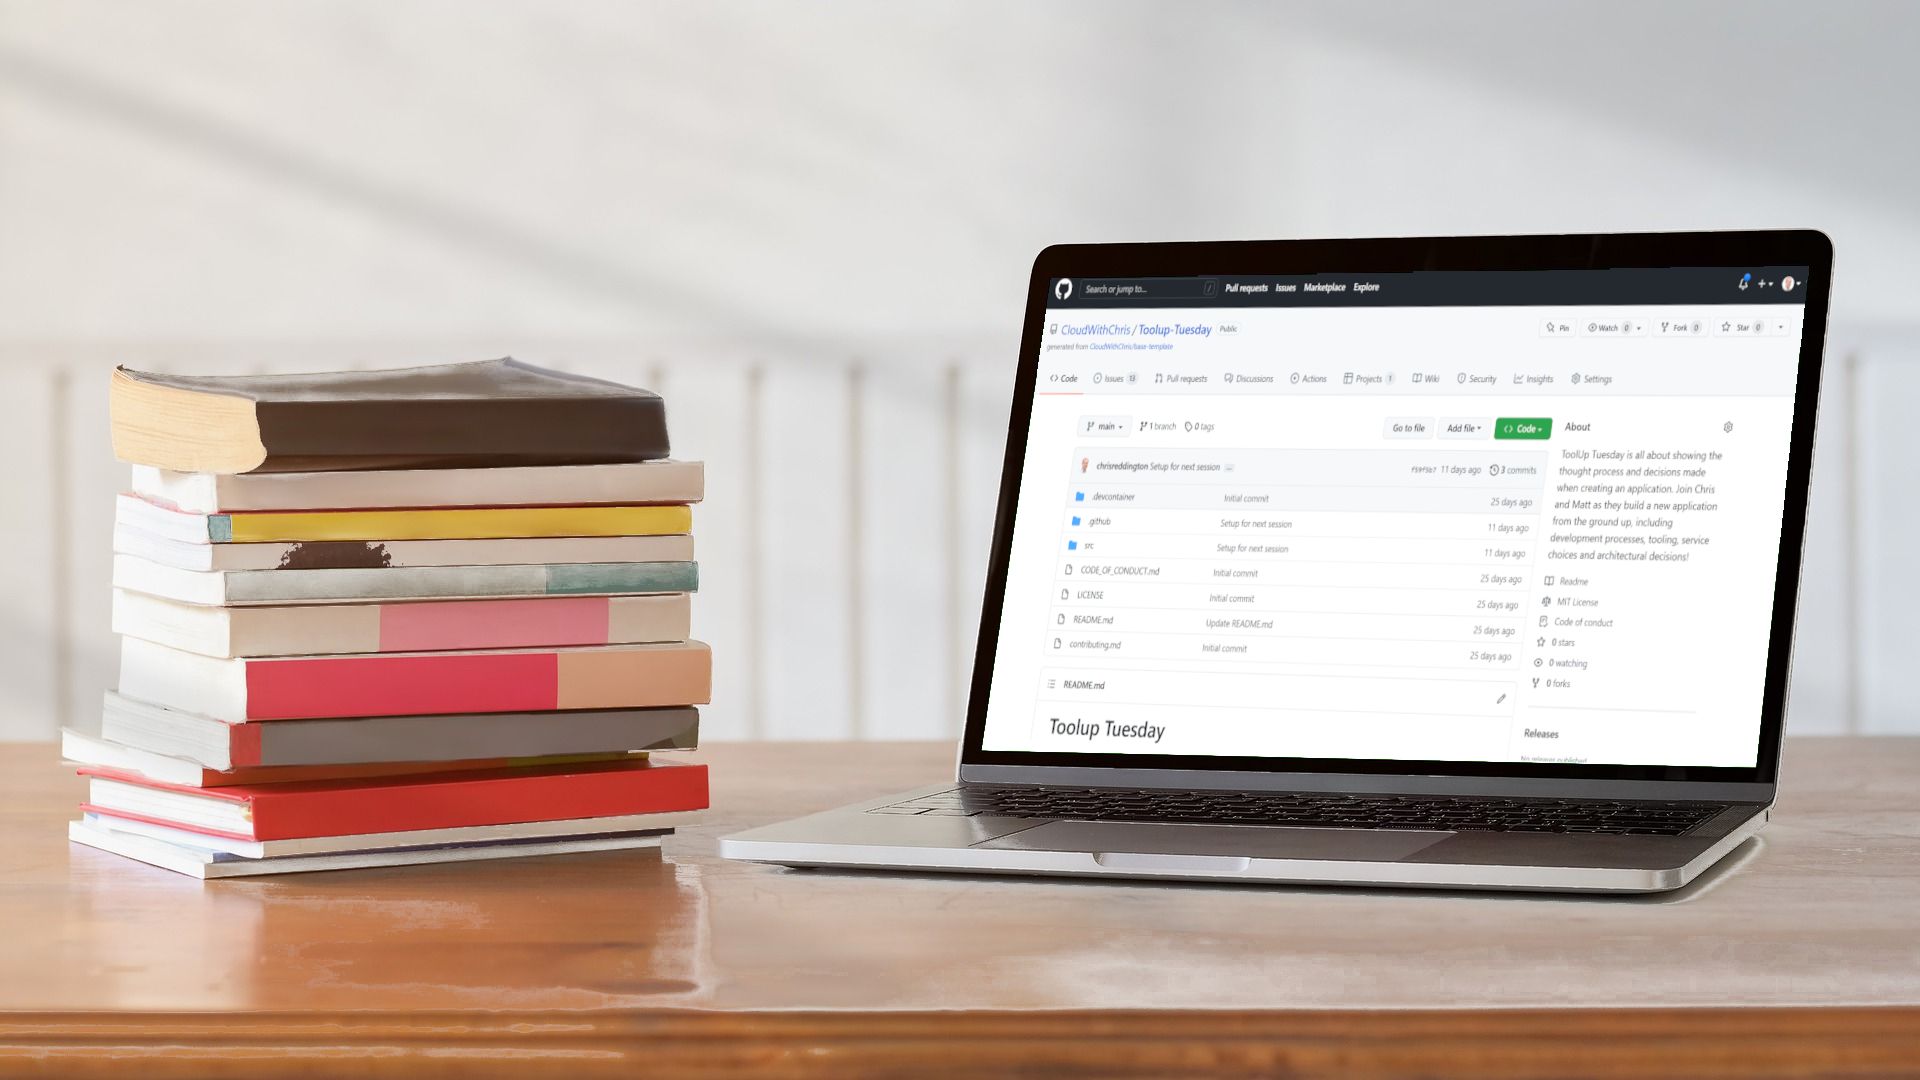 Search or jump to... / Pull requests Issues Marketplace Explore
CloudWithChris / Toolup-Tuesday Public
generated from CloudWithChris/base-template
Pin Watch 0 Fork 0 Star 0
Code Issues 13 Pull requests Discussions Actions Projects 1 Wiki Security Insights Settings
main 1 branch 0 tags Go to file Add file Code
chrisreddington Setup for next session ... 11 days ago 3 commits
.devcontainer Initial commit 25 days ago
.github Setup for next session 11 days ago
src Setup for next session 11 days ago
CODE_OF_CONDUCT.md Initial commit 25 days ago
LICENSE Initial commit 25 days ago
README.md Update README.md 25 days ago
contributing.md Initial commit 25 days ago
README.md
Toolup Tuesday
About
ToolUp Tuesday is all about showing the
thought process and decisions made
when creating an application. Join Chris
and Matt as they build a new application
from the ground up, including
development processes, tooling, service
choices and architectural decisions!
Readme
MIT License
Code of conduct
0 stars
0 watching
0 forks
Releases